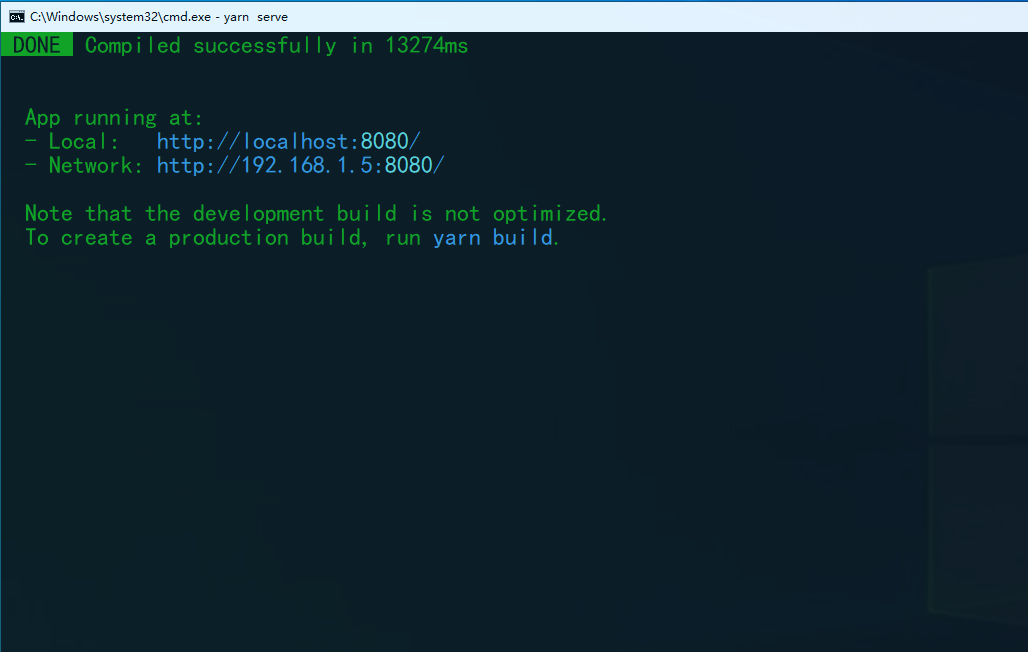 C:\Windows\system32\cmd.exe - yarn  serve
DONE  Compiled successfully in 13274ms
App running at:
- Local:   http://localhost:8080/
- Network: http://192.168.1.5:8080/
Note that the development build is not optimized.
To create a production build, run yarn build.